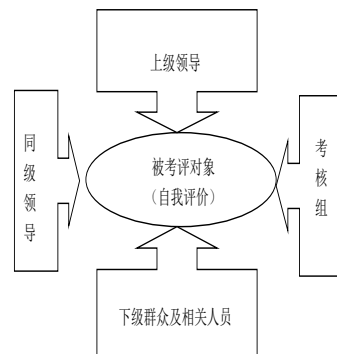 上级领导
同级领导
被考评对象
（自我评价）
考核组
下级群众及相关人员